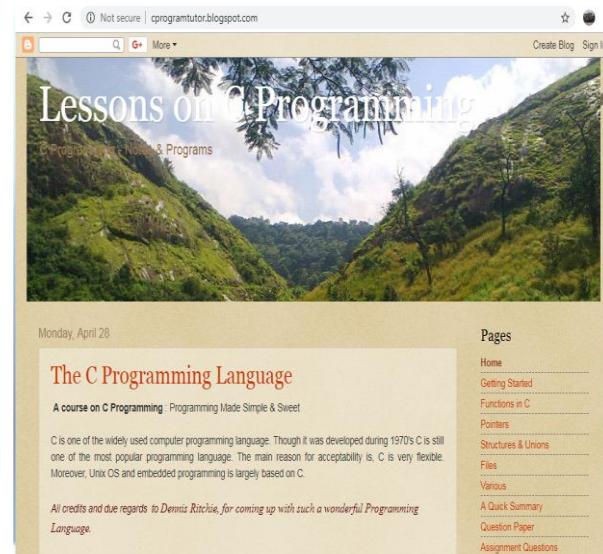 Not secure | cprogramtutor.blogspot.com
G+ More Create Blog Sign I
Lessons on C Programming
C Programming - Notes & Programs
Monday, April 28
The C Programming Language
A course on C Programming : Programming Made Simple & Sweet
C is one of the widely used computer programming language. Though it was developed during 1970's C is still
one of the most popular programming language. The main reason for acceptability is, C is very flexible.
Moreover, Unix OS and embedded programming is largely based on C.
All credits and due regards to Dennis Ritchie, for coming up with such a wonderful Programming
Language.
Pages
Home
Getting Started
Functions in C
Pointers
Structures & Unions
Files
Various
A Quick Summary
Question Paper
Assignment Questions